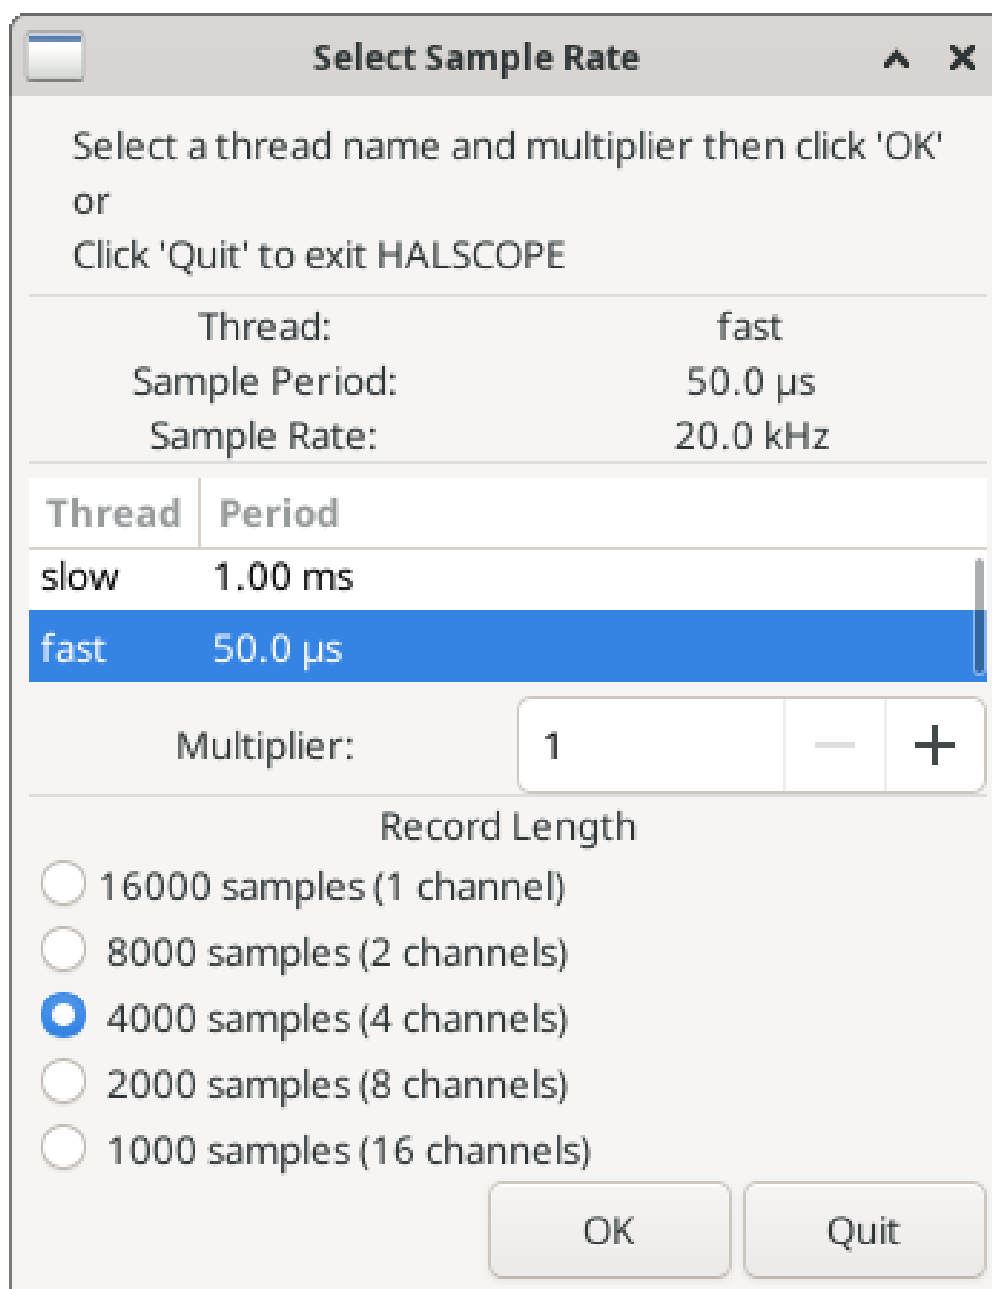 Select Sample Rate
Select a thread name and multiplier then click 'OK'
or
Click 'Quit' to exit HALSCOPE
Thread: fast
Sample Period: 50.0 µs
Sample Rate: 20.0 kHz
Thread Period
slow 1.00 ms
fast 50.0 µs
Multiplier: 1
Record Length
16000 samples (1 channel)
8000 samples (2 channels)
4000 samples (4 channels)
2000 samples (8 channels)
1000 samples (16 channels)
OK Quit